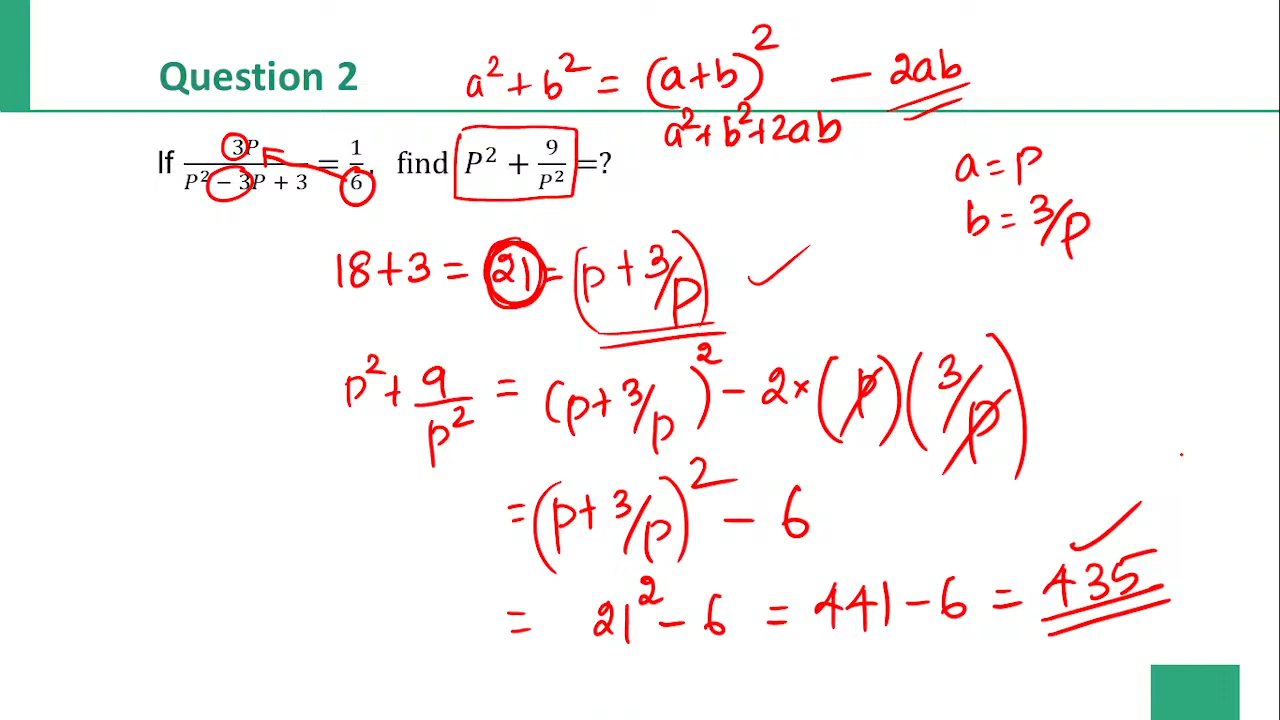 Question 2
a² + b² = (a+b)² - 2ab
a² + b² + 2ab
If 3P / (P² − 3P + 3) = 1/6, find P² + 9/P² =?
a = p
b = 3/p
18 + 3 = 21 = (p + 3/p)
p² + 9/p² = (p + 3/p)² - 2 × (p)(3/p)
= (p + 3/p)² - 6
= 21² - 6 = 441 - 6 = 435